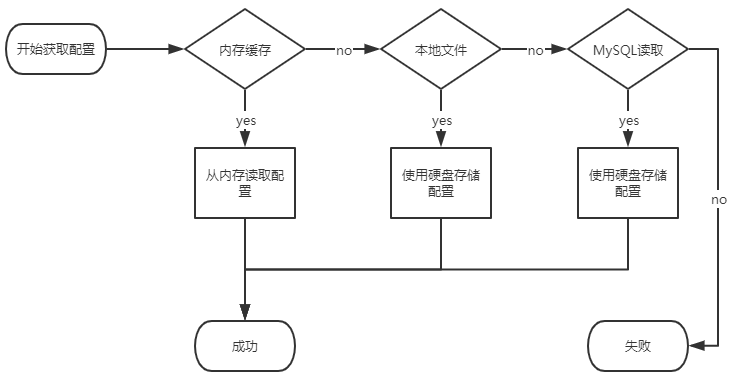 开始获取配置
内存缓存
no
本地文件
no
MySQL读取
yes
yes
yes
从内存读取配
置
使用硬盘存储
配置
使用硬盘存储
配置
no
成功
失败